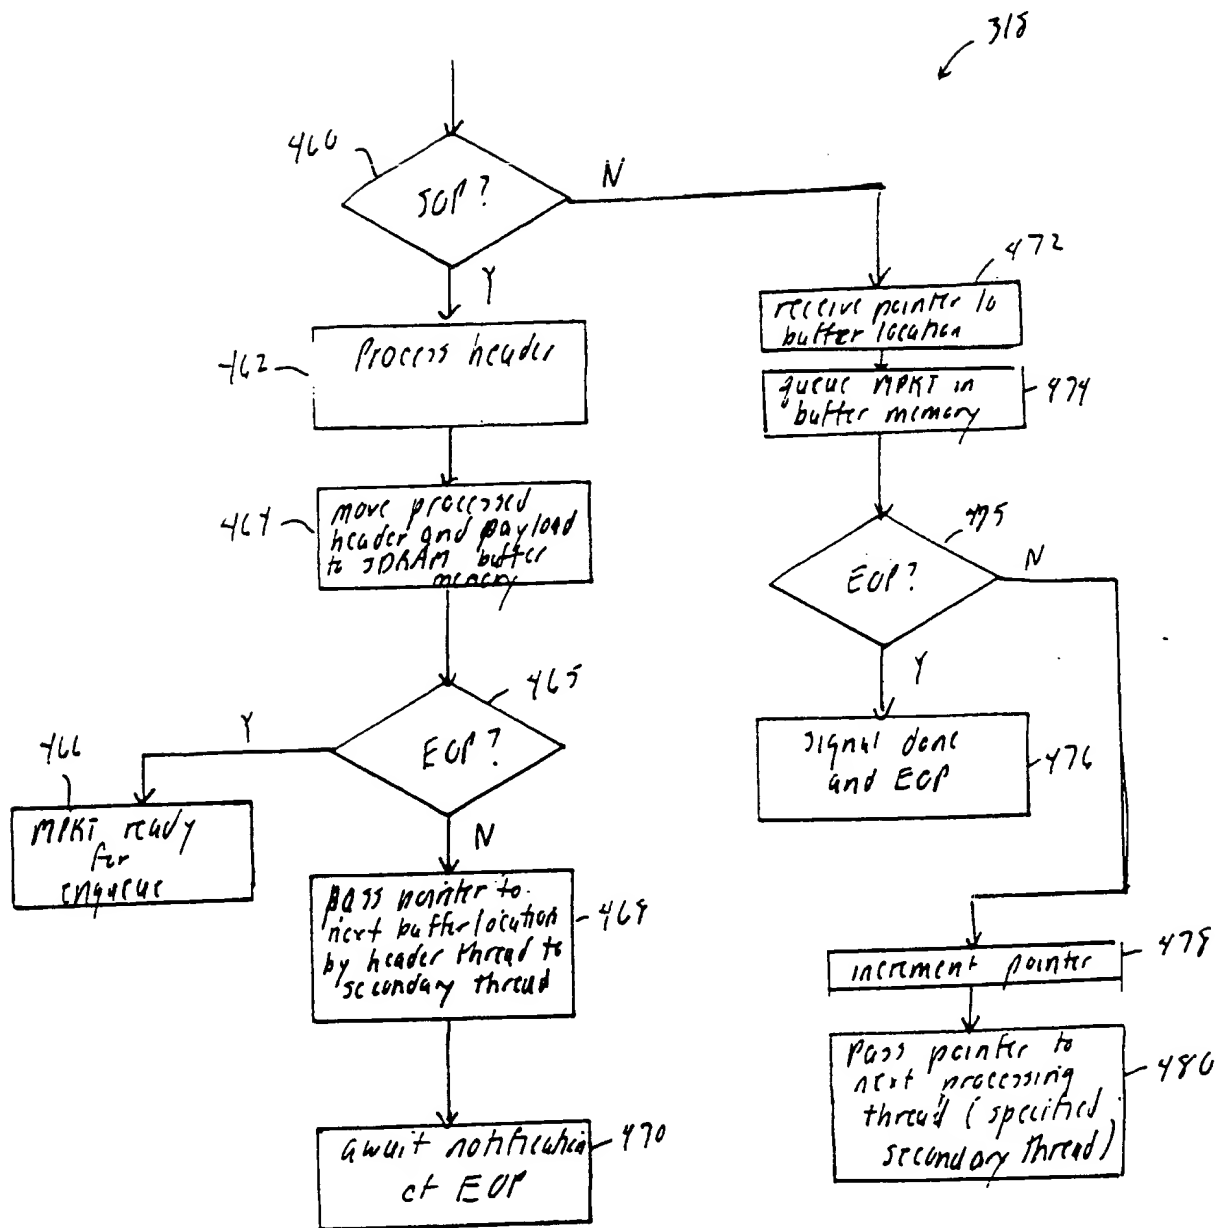 318
460
SOP?
N
Y
472
receive pointer to
buffer location
462
Process header
queue MPKT in
buffer memory
474
464
move processed
header and payload
to SDRAM buffer
memory
475
EOP?
N
Y
465
EOP?
Y
466
MPKT ready
for
enqueue
N
signal done
and EOP
476
pass pointer to
next buffer location
by header thread to
secondary thread
468
increment pointer
478
Pass pointer to
next processing
thread (specified
secondary thread)
480
await notification
of EOP
470